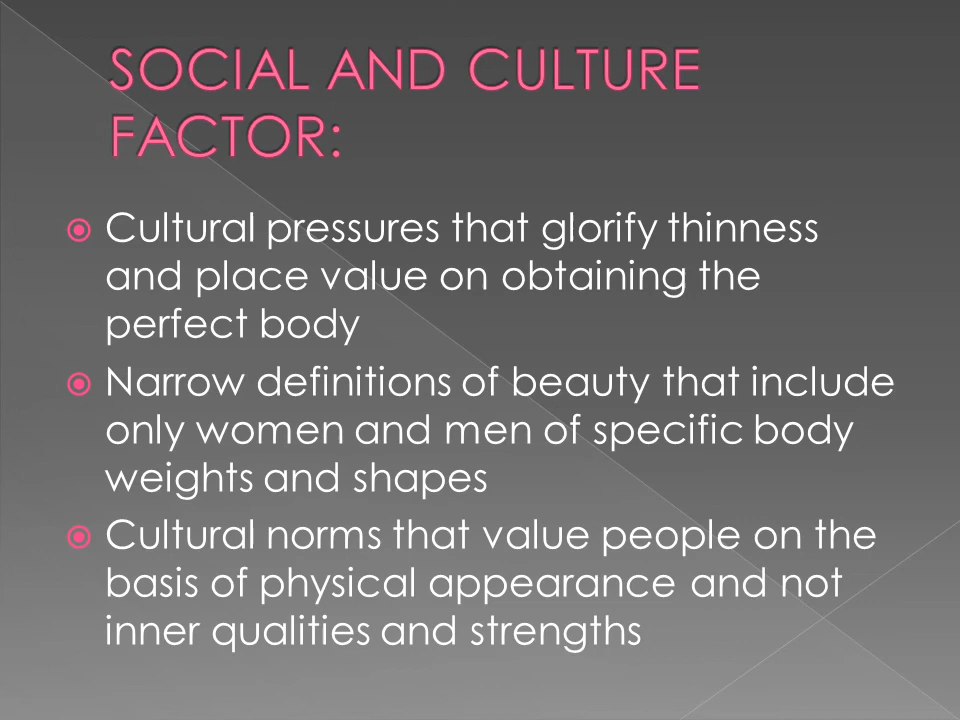 SOCIAL AND CULTURE
FACTOR:
Cultural pressures that glorify thinness
and place value on obtaining the
perfect body
Narrow definitions of beauty that include
only women and men of specific body
weights and shapes
Cultural norms that value people on the
basis of physical appearance and not
inner qualities and strengths